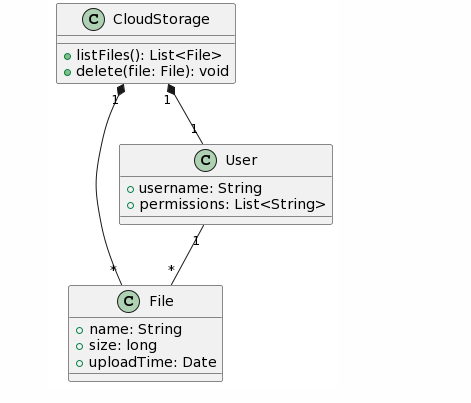 C CloudStorage
listFiles(): List<File>
delete(file: File): void
1 1
1
C User
username: String
permissions: List<String>
1
* *
C File
name: String
size: long
uploadTime: Date